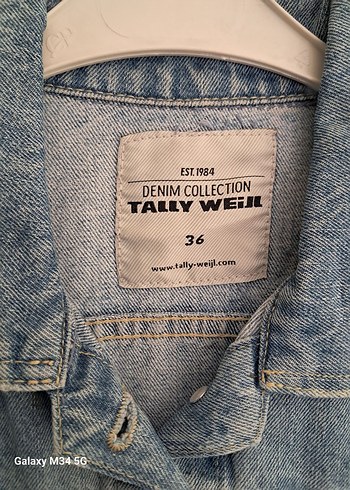 EST. 1984
DENIM COLLECTION
TALLY WEiJL
36
www.tally-weijl.com
Galaxy M34 5G